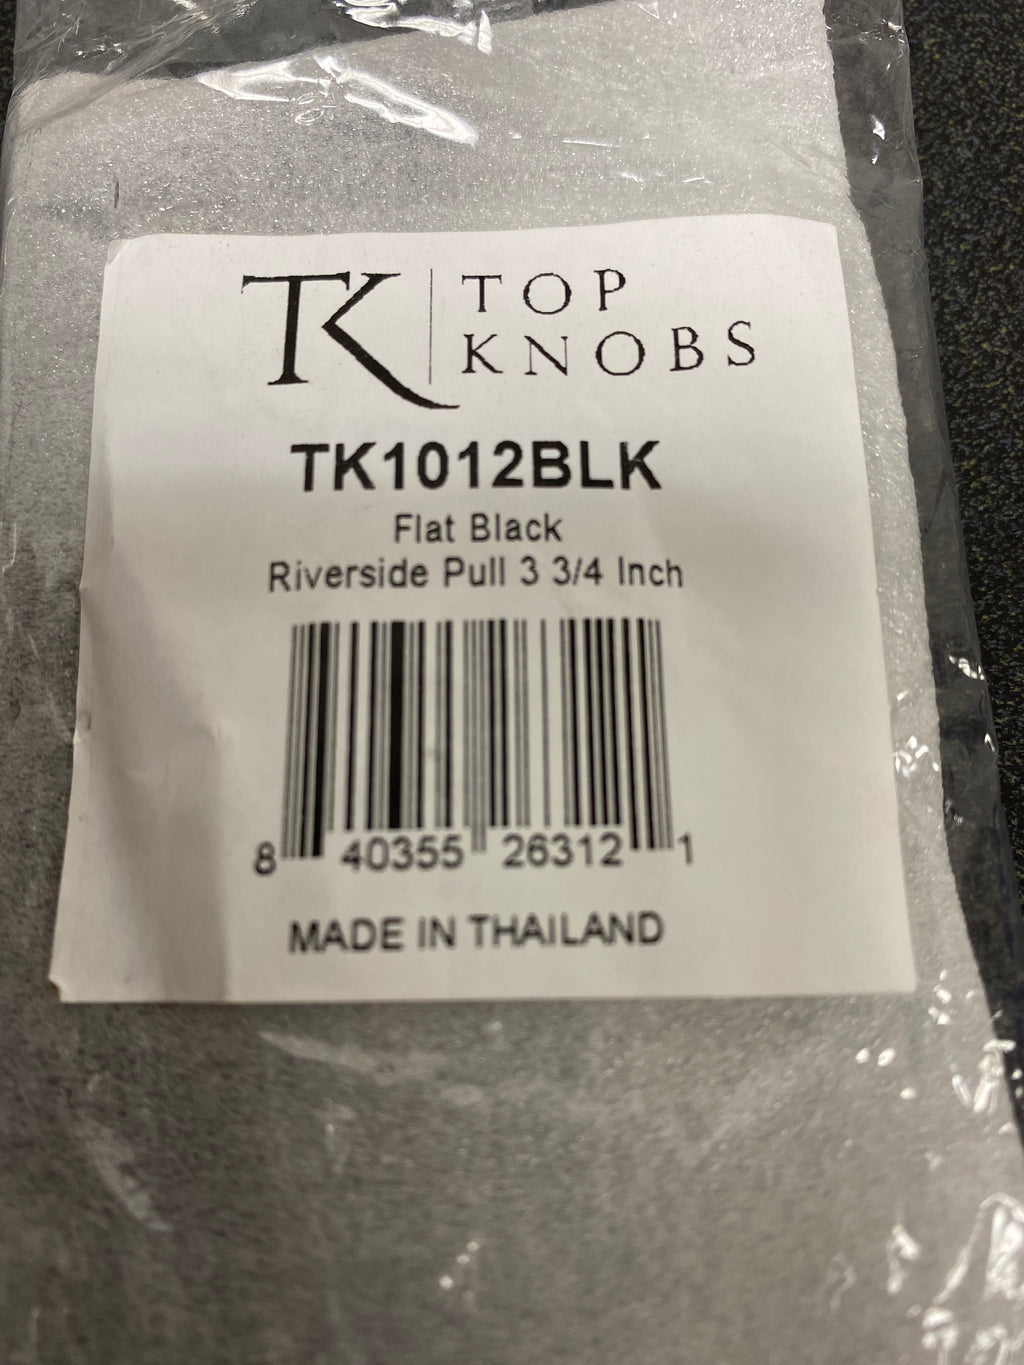 TK
TOP
KNOBS
TK1012BLK
Flat Black
Riverside Pull 3 3/4 Inch
8 40355 26312 1
MADE IN THAILAND